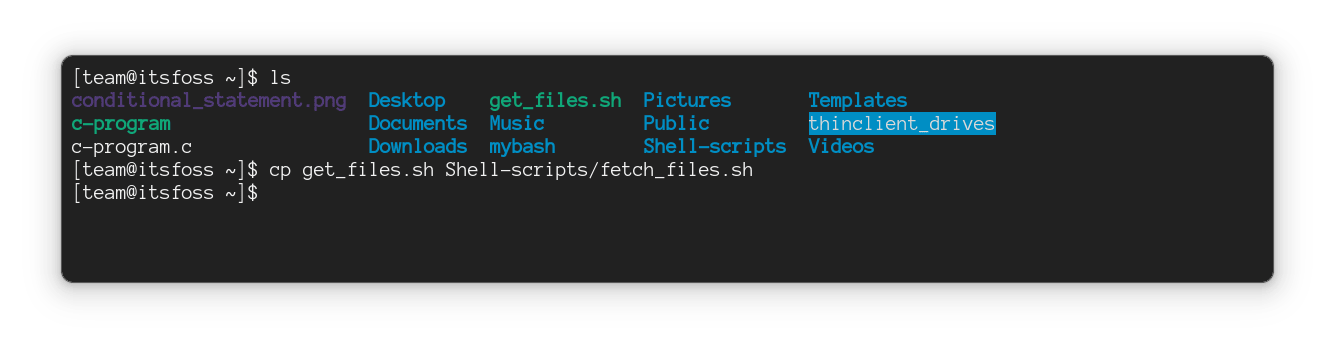 [team@itsfoss ~]$ ls
conditional_statement.png  Desktop    get_files.sh  Pictures       Templates
c-program                  Documents  Music         Public         thinclient_drives
c-program.c                Downloads  mybash        Shell-scripts  Videos
[team@itsfoss ~]$ cp get_files.sh Shell-scripts/fetch_files.sh
[team@itsfoss ~]$